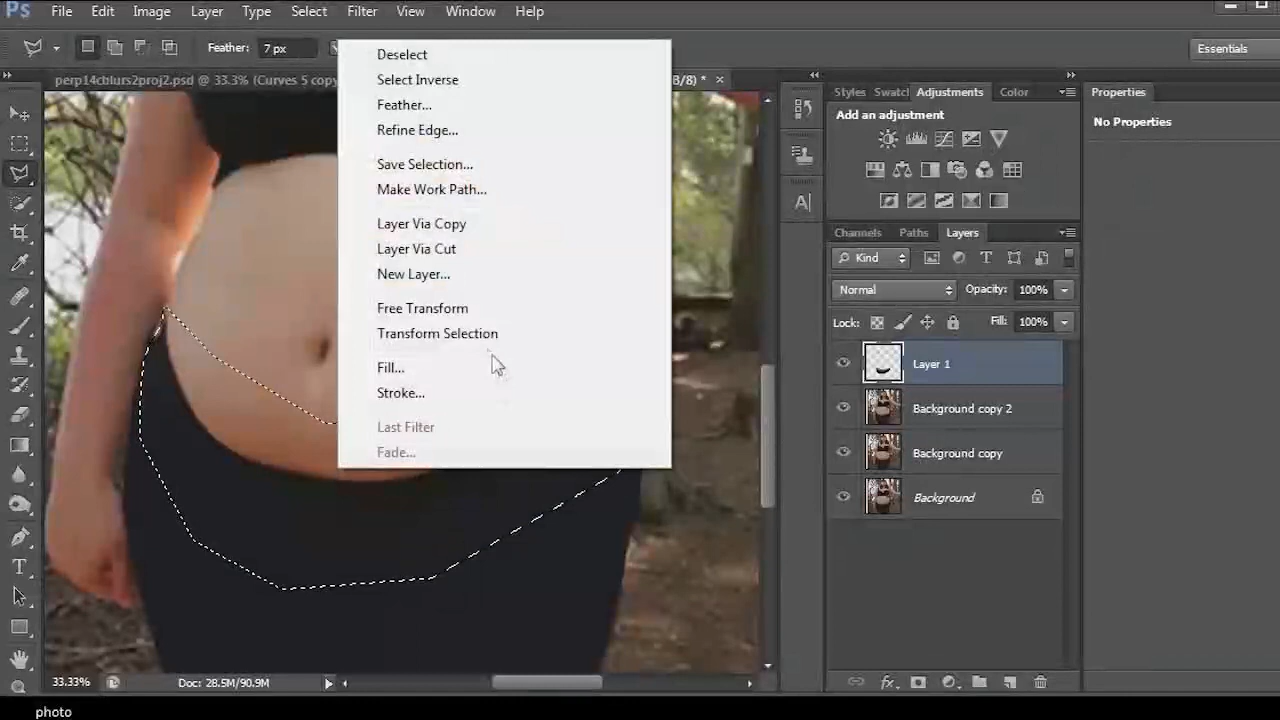 Ps File Edit Image Layer Type Select Filter View Window Help
Feather: 7 px
Essentials
perp14cblurs2proj2.psd @ 33.3% (Curves 5 copy
B/8) * ×
Deselect
Select Inverse
Feather...
Refine Edge...
Save Selection...
Make Work Path...
Layer Via Copy
Layer Via Cut
New Layer...
Free Transform
Transform Selection
Fill...
Stroke...
Last Filter
Fade...
Styles Swatcl Adjustments Color
Add an adjustment
Properties
No Properties
Channels Paths Layers
Kind
Normal Opacity: 100%
Lock: Fill: 100%
Layer 1
Background copy 2
Background copy
Background
33.33% Doc: 28.5M/90.9M
photo